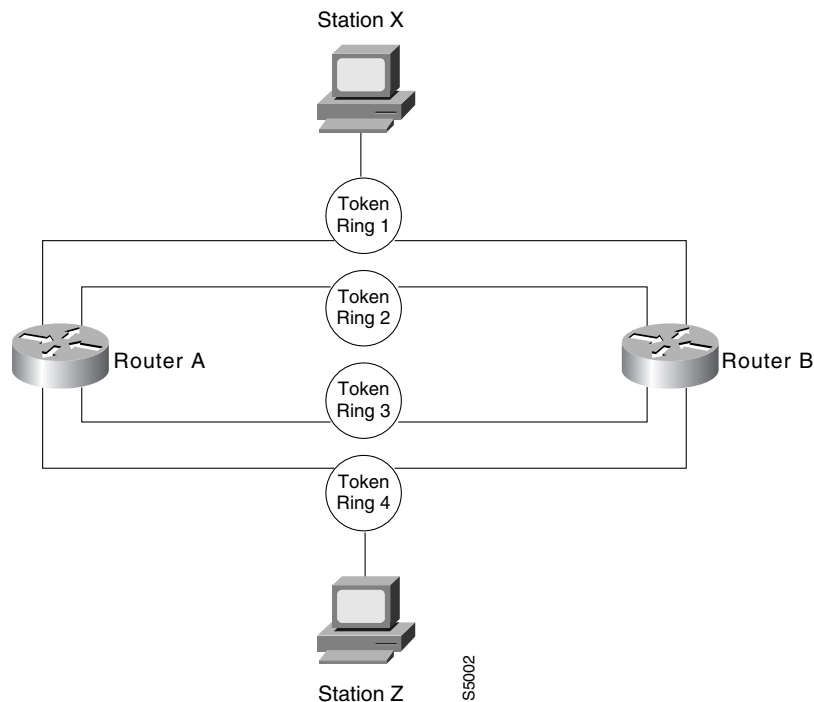 Station X
Token
Ring 1
Token
Ring 2
Router A
Router B
Token
Ring 3
Token
Ring 4
Station Z
S5002